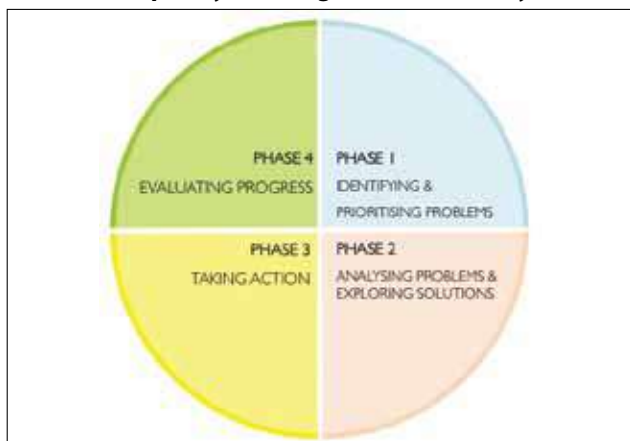 PHASE 1
IDENTIFYING &
PRIORITISING PROBLEMS
PHASE 2
ANALYSING PROBLEMS &
EXPLORING SOLUTIONS
PHASE 3
TAKING ACTION
PHASE 4
EVALUATING PROGRESS